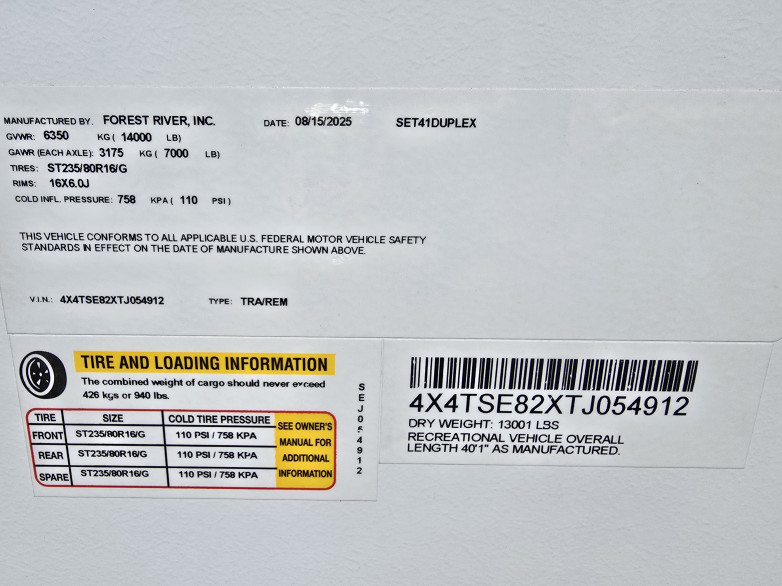 MANUFACTURED BY. FOREST RIVER, INC. DATE: 08/15/2025 SET41DUPLEX
GVWR: 6350 KG ( 14000 LB)
GAWR (EACH AXLE): 3175 KG ( 7000 LB)
TIRES: ST235/80R16/G
RIMS: 16X6.0J
COLD INFL. PRESSURE: 758 KPA ( 110 PSI )
THIS VEHICLE CONFORMS TO ALL APPLICABLE U.S. FEDERAL MOTOR VEHICLE SAFETY
STANDARDS IN EFFECT ON THE DATE OF MANUFACTURE SHOWN ABOVE.
V.I.N.: 4X4TSE82XTJ054912 TYPE: TRA/REM
TIRE AND LOADING INFORMATION
The combined weight of cargo should never exceed
426 kgs or 940 lbs.
TIRE SIZE COLD TIRE PRESSURE
FRONT ST235/80R16/G 110 PSI / 758 KPA
REAR ST235/80R16/G 110 PSI / 758 KPA
SPARE ST235/80R16/G 110 PSI / 758 KPA
SEE OWNER'S
MANUAL FOR
ADDITIONAL
INFORMATION
SEJ054912
4X4TSE82XTJ054912
DRY WEIGHT: 13001 LBS
RECREATIONAL VEHICLE OVERALL
LENGTH 40'1" AS MANUFACTURED.